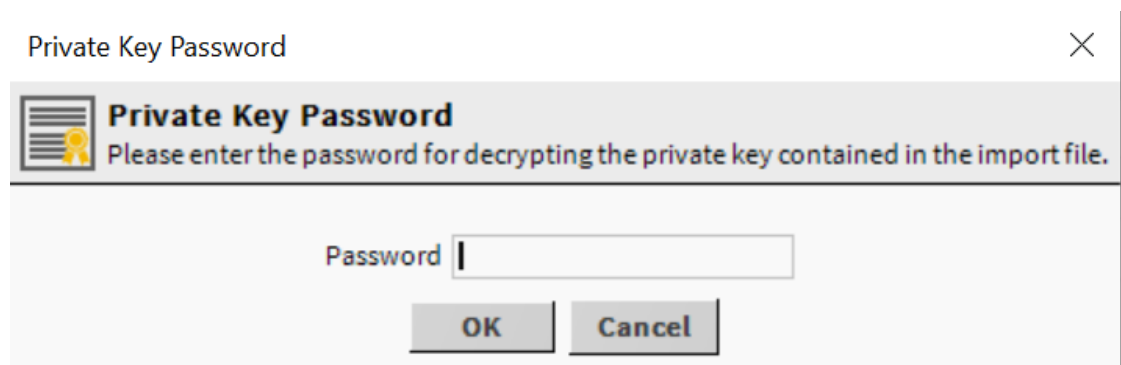 Private Key Password
Private Key Password
Please enter the password for decrypting the private key contained in the import file.
Password
OK Cancel